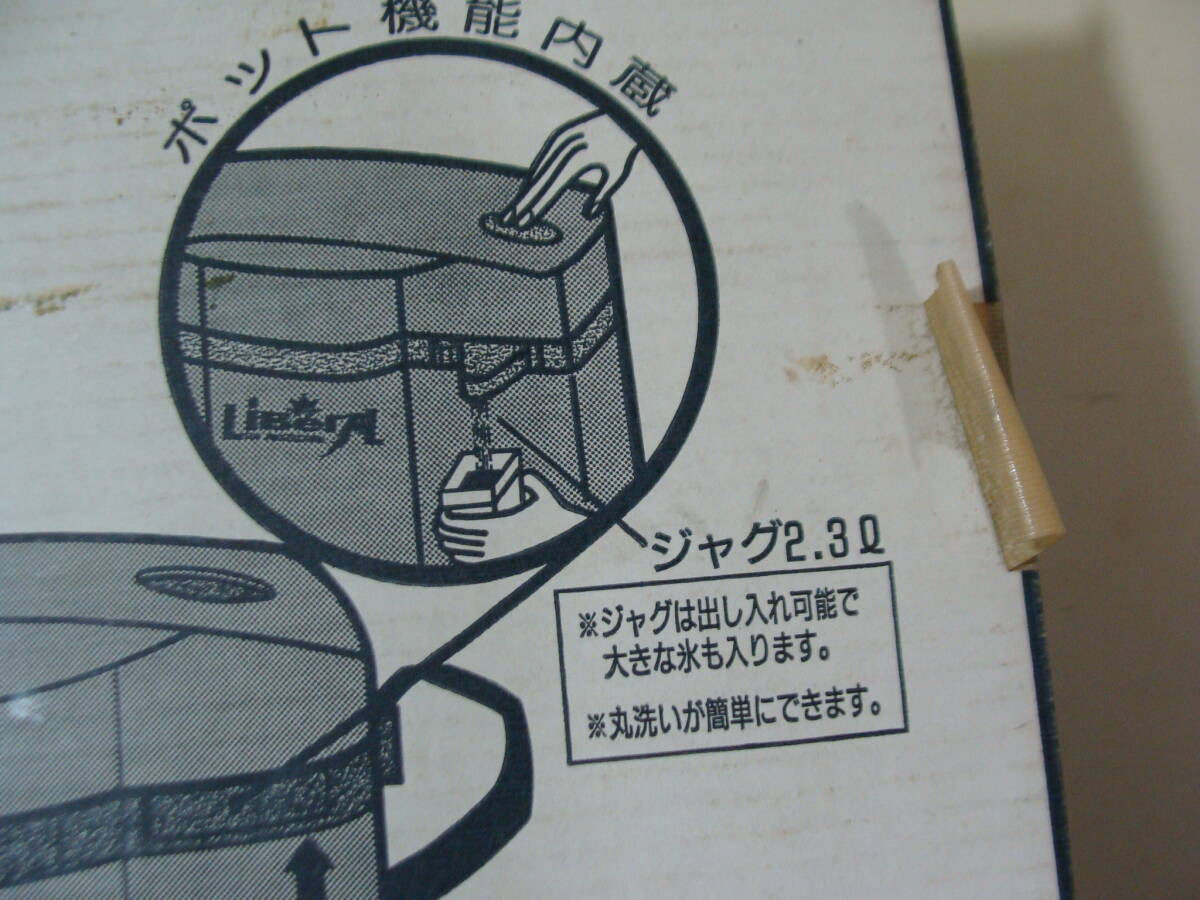 ポット機能内蔵
LiberA
ジャグ2.3ℓ
※ジャグは出し入れ可能で
大きな氷も入ります。
※丸洗いが簡単にできます。